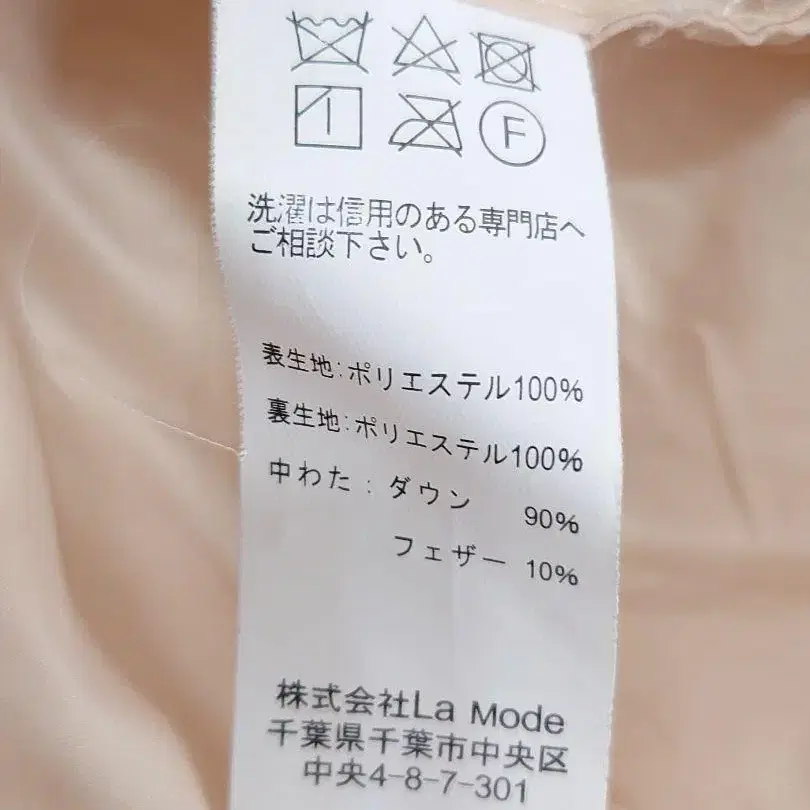 F
洗濯は信用のある専門店へ
ご相談下さい。
表生地:ポリエステル100%
裏生地:ポリエステル100%
中わた:ダウン 90%
フェザー 10%
株式会社La Mode
千葉県千葉市中央区
中央4-8-7-301